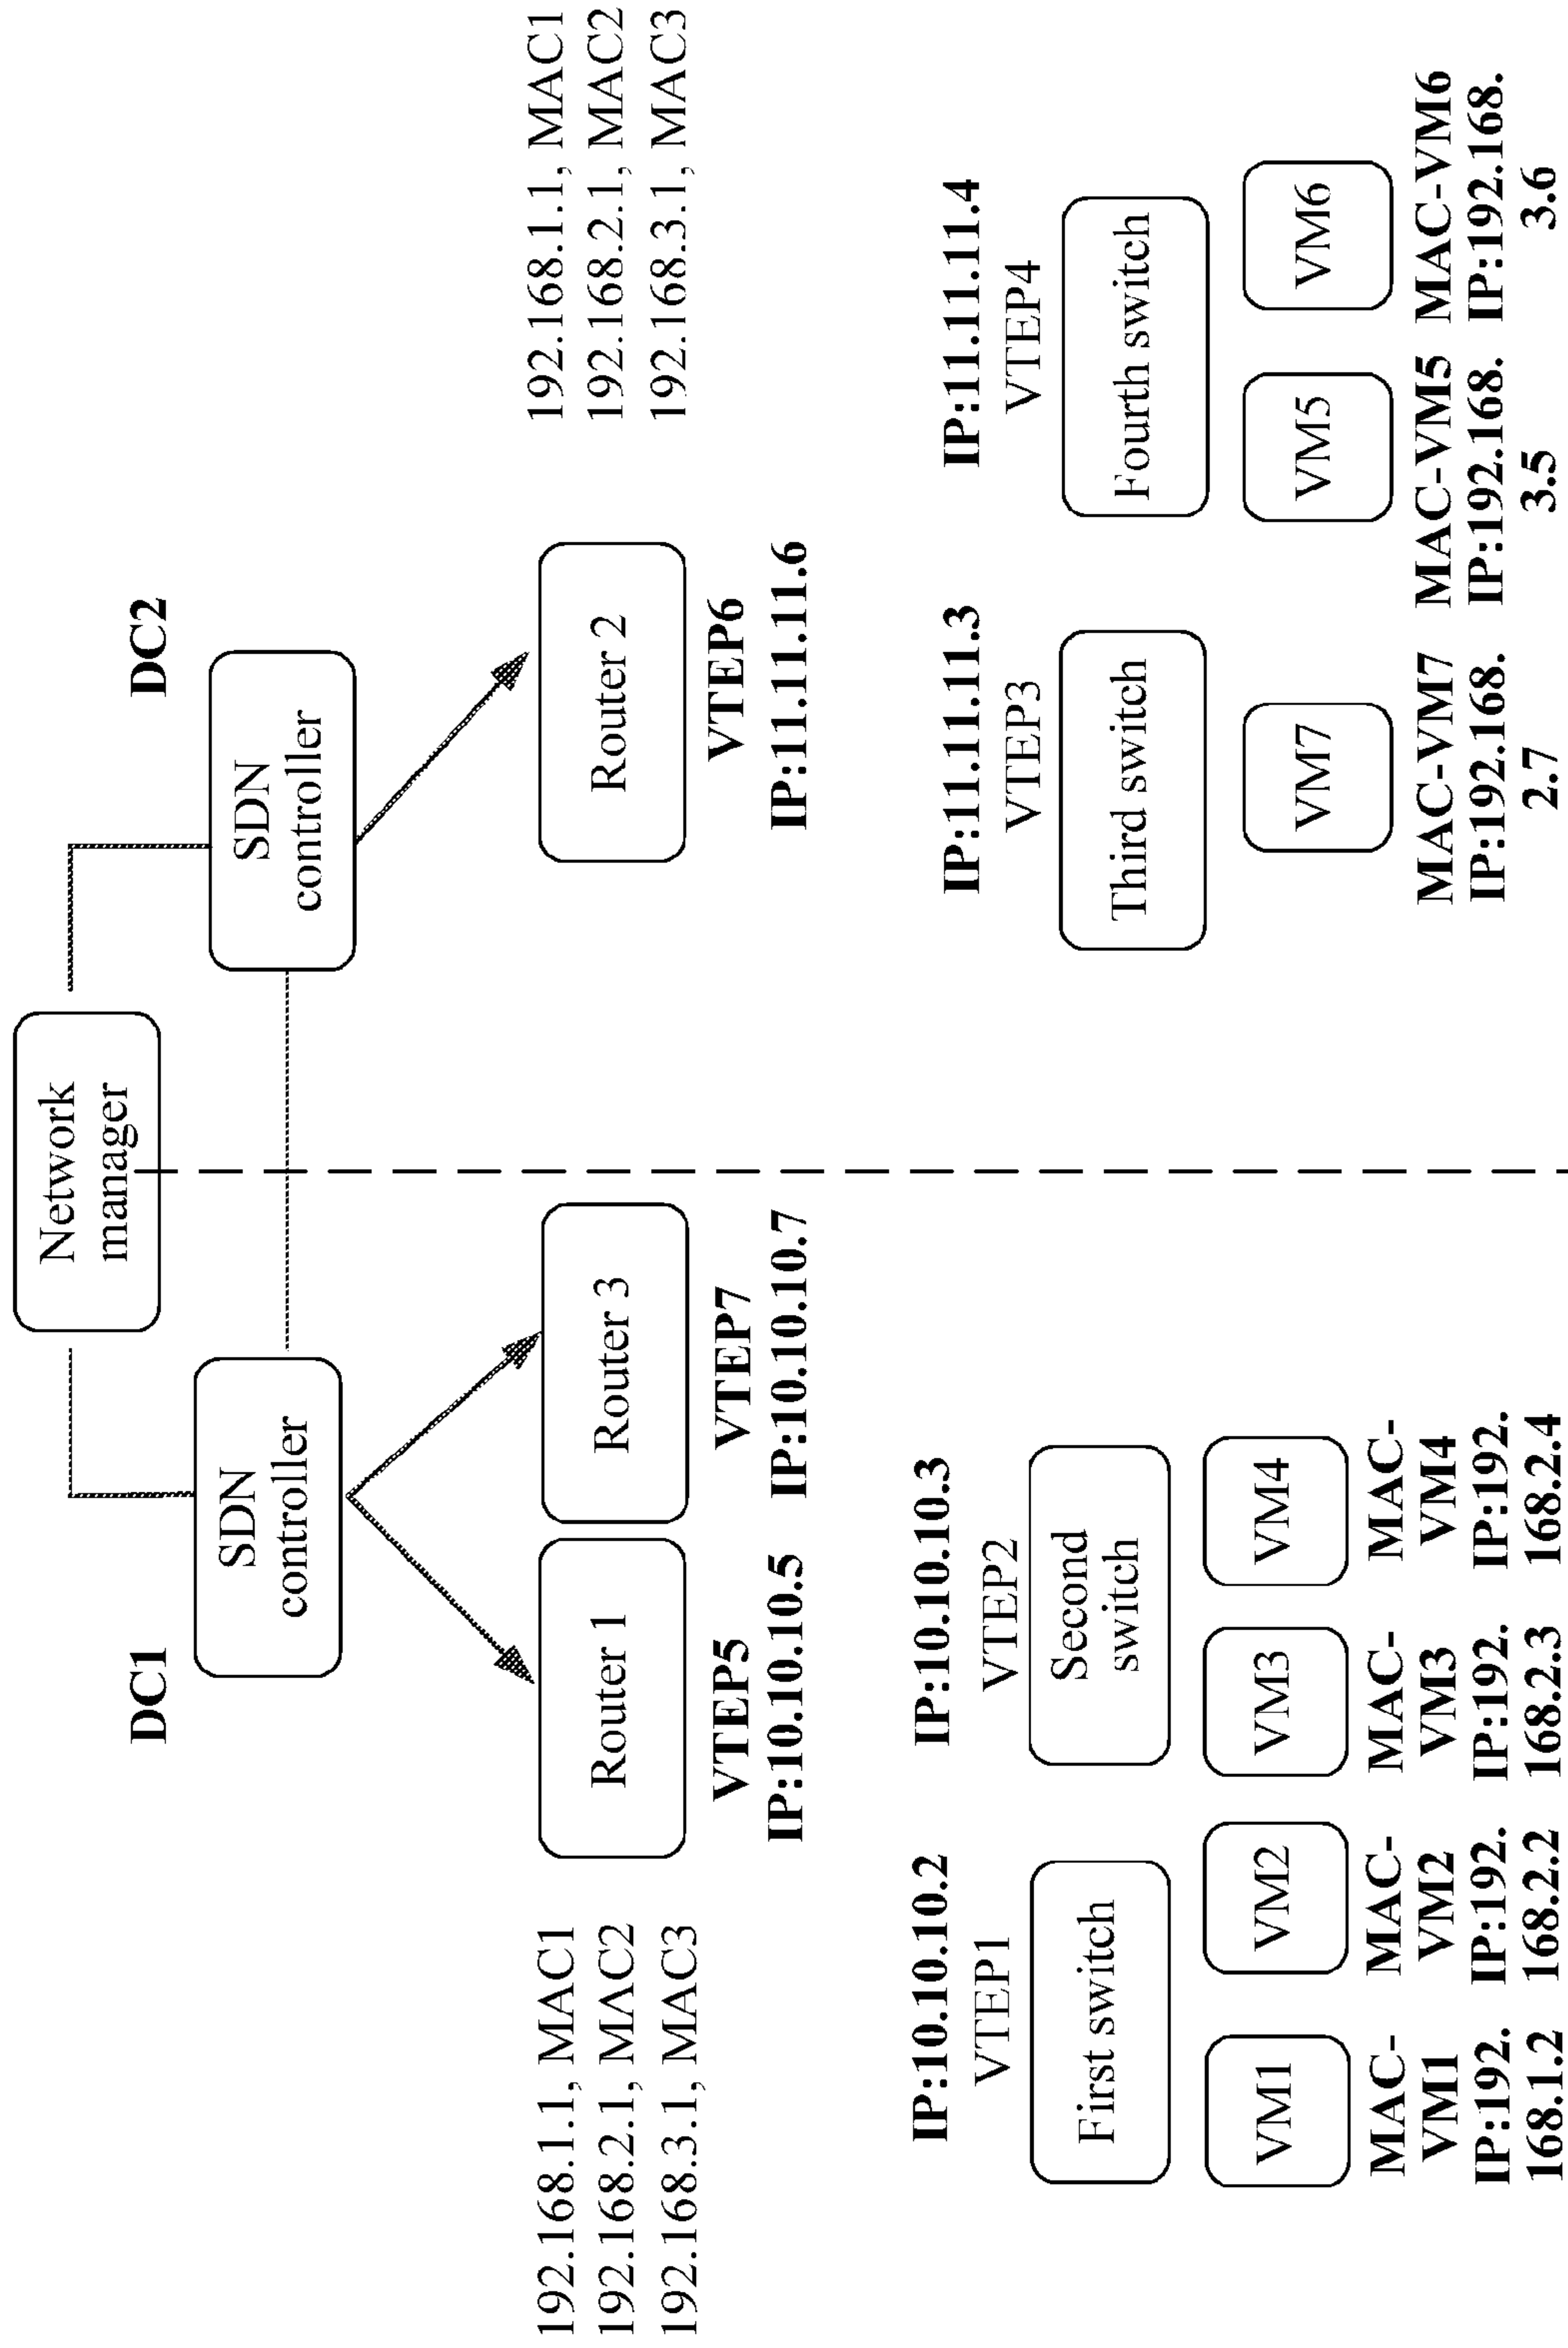 Network
manager
DC1
DC2
SDN
controller
SDN
controller
192.168.1.1, MAC1
192.168.2.1, MAC2
192.168.3.1, MAC3
Router 1
VTEP5
IP:10.10.10.5
Router 3
VTEP7
IP:10.10.10.7
Router 2
VTEP6
IP:11.11.11.6
192.168.1.1, MAC1
192.168.2.1, MAC2
192.168.3.1, MAC3
IP:10.10.10.2
VTEP1
First switch
IP:10.10.10.3
VTEP2
Second
switch
IP:11.11.11.3
VTEP3
Third switch
IP:11.11.11.4
VTEP4
Fourth switch
VM1
MAC-
VM1
IP:192.
168.1.2
VM2
MAC-
VM2
IP:192.
168.2.2
VM3
MAC-
VM3
IP:192.
168.2.3
VM4
MAC-
VM4
IP:192.
168.2.4
VM7
MAC-VM7
IP:192.168.
2.7
VM5
MAC-VM5
IP:192.168.
3.5
VM6
MAC-VM6
IP:192.168.
3.6